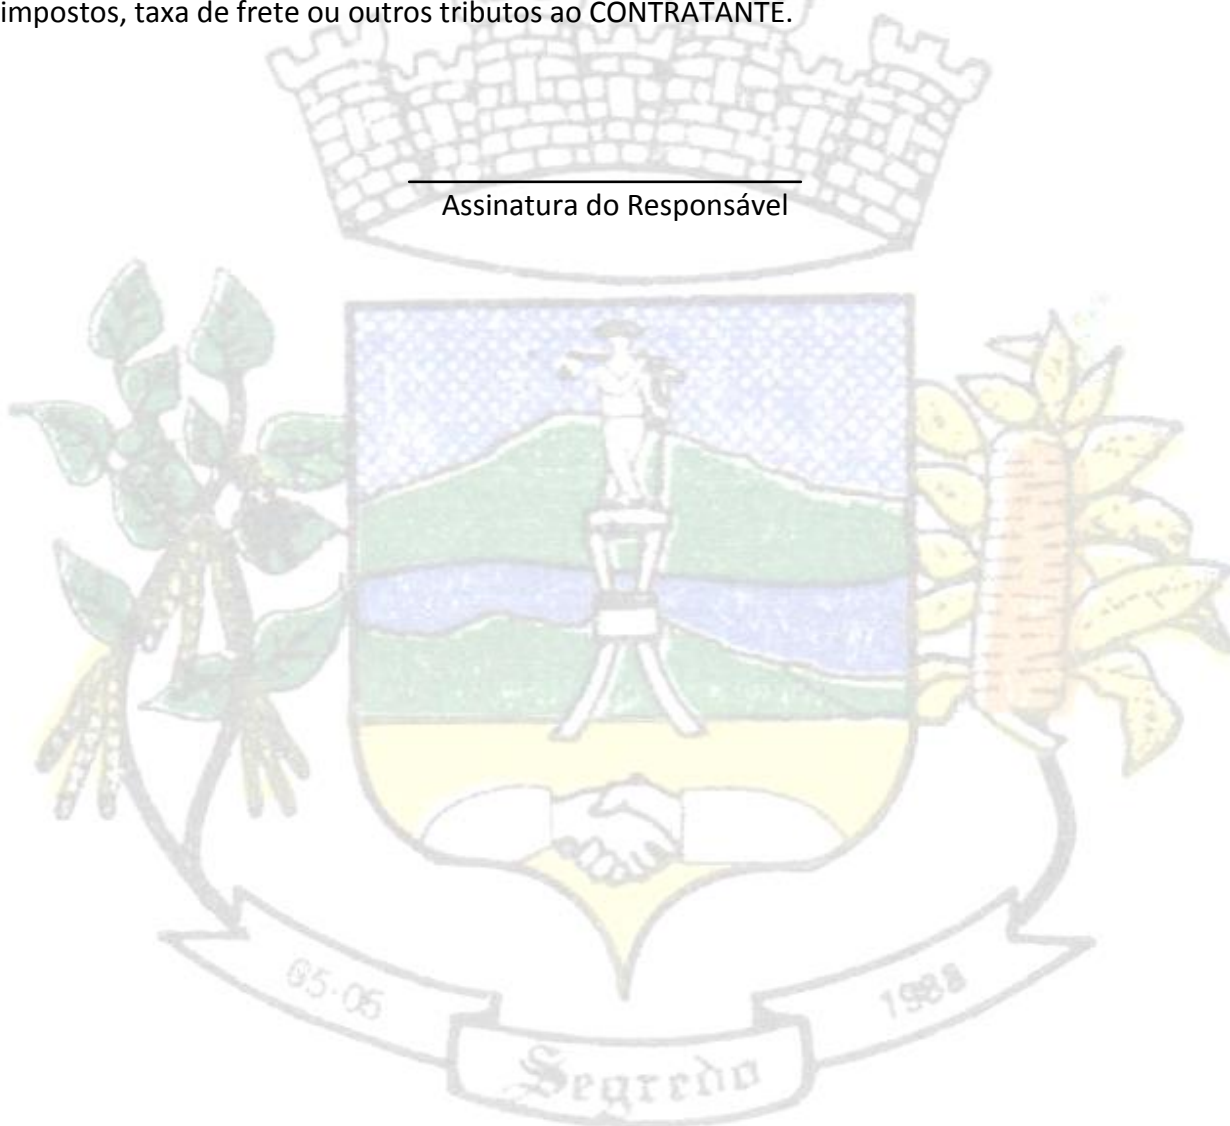 impostos, taxa de frete ou outros tributos ao CONTRATANTE.
Assinatura do Responsável
05-05
1988
Segredo